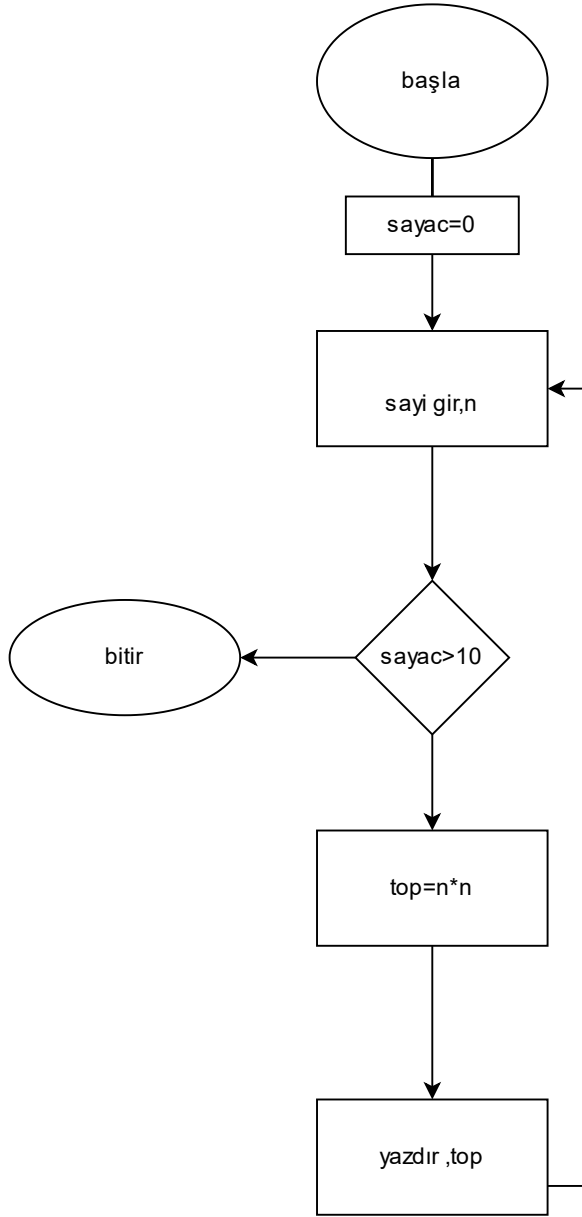 başla
sayac=0
sayi gir,n
sayac>10
bitir
top=n*n
yazdır ,top